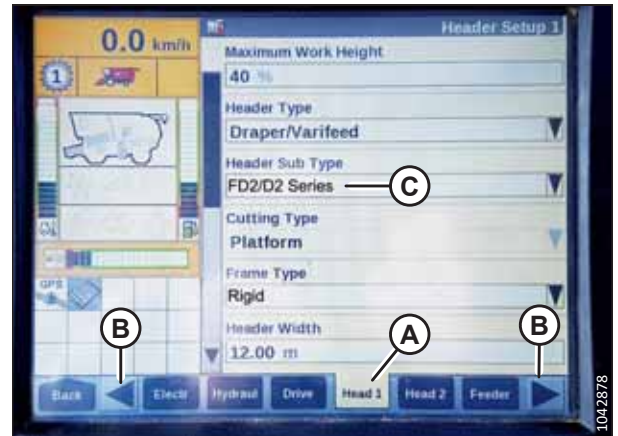 0.0 km/h
Header Setup 1
Maximum Work Height
40 %
1
Header Type
Draper/Varifeed
Header Sub Type
FD2/D2 Series
C
Cutting Type
Platform
Frame Type
Rigid
GPS
Header Width
12.00 m
B
A
B
Back
Electr
Hydraul
Drive
Head 1
Head 2
Feeder
1042878